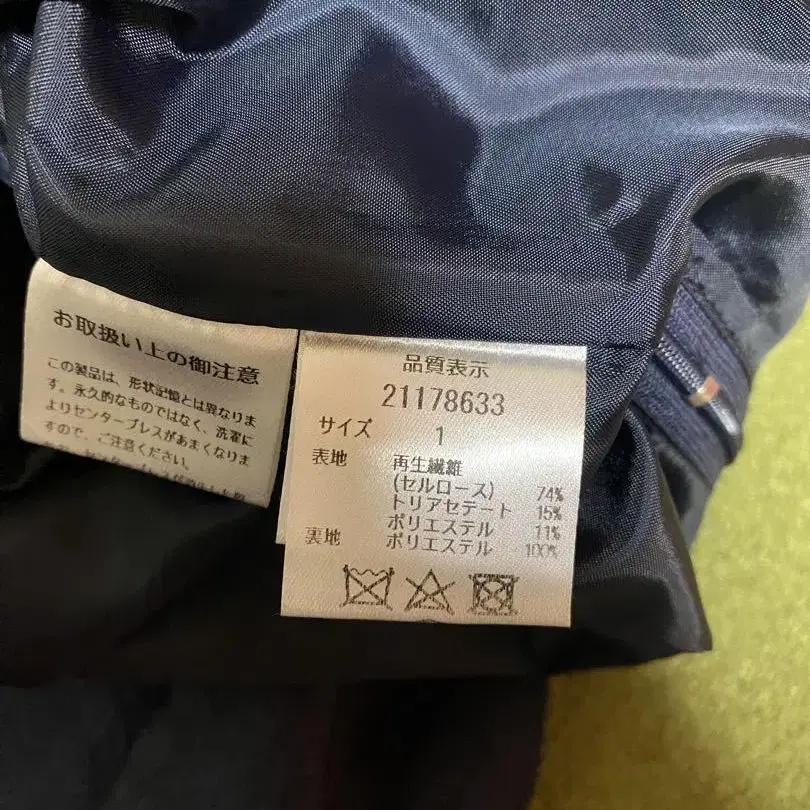 お取扱い上の御注意
この製品は、形状記憶とは異なりま
す。永久的なものではなく、洗濯に
よりセンタープレスがあまくなりま
すので、ご注意ください。
品質表示
21178633
サイズ 1
表地 再生繊維
(セルロース) 74%
トリアセテート 15%
ポリエステル 11%
裏地 ポリエステル 100%